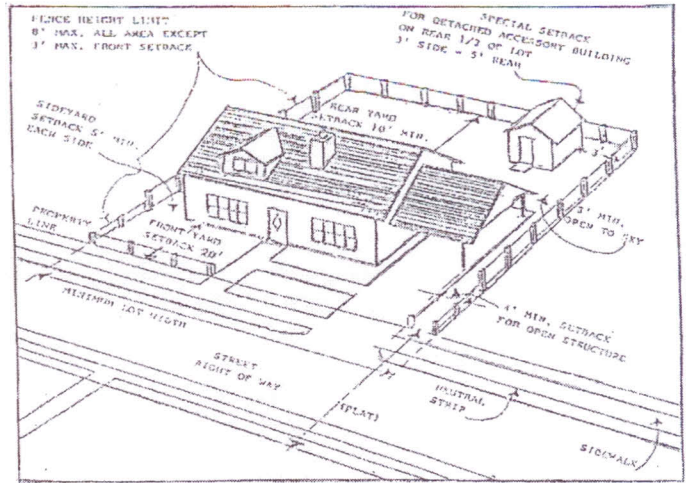 FENCE HEIGHT LIMIT
8' MAX. ALL AREA EXCEPT
3' MAX. FRONT SETBACK
SPECIAL SETBACK
FOR DETACHED ACCESSORY BUILDING
ON REAR 1/2 OF LOT
3' SIDE - 5' REAR
SIDEYARD
SETBACK 5' MIN.
EACH SIDE
REAR YARD
SETBACK 10' MIN.
3'
PROPERTY
LINE
FRONT YARD
SETBACK 20'
3' MIN.
OPEN TO SKY
MINIMUM LOT WIDTH
4' MIN. SETBACK
FOR OPEN STRUCTURE
STREET
RIGHT OF WAY
(PLAT)
NEUTRAL
STRIP
SIDEWALK